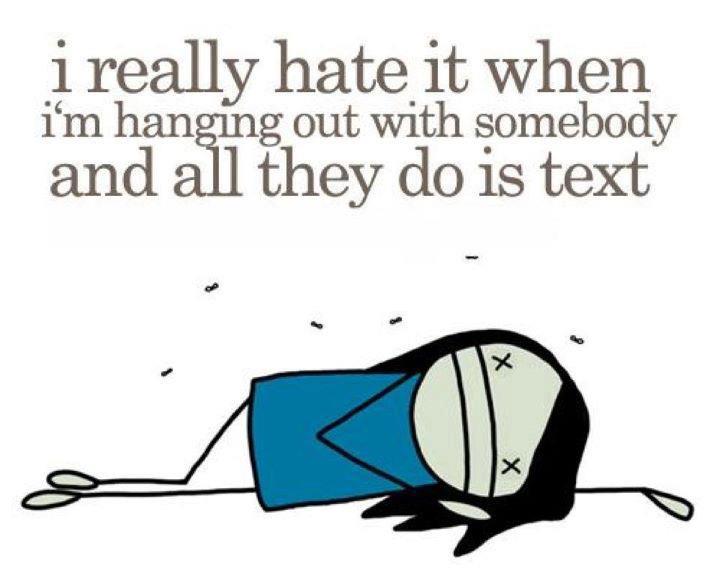 i really hate it when
i‘m hanging out with somebody
and all they do is text